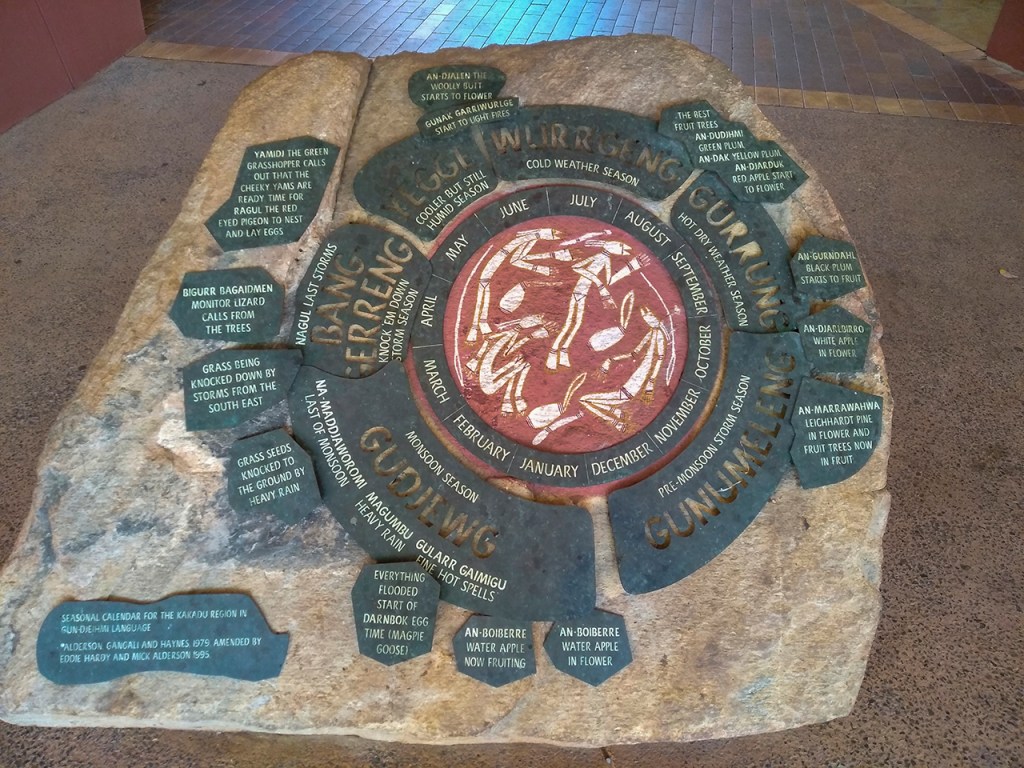 AN-DJALEN THE
WOOLLY BUTT
STARTS TO FLOWER
GUNAK GARRIWURLGE
START TO LIGHT FIRES
YEGGE
COOLER BUT STILL
HUMID SEASON
WURRGENG
COLD WEATHER SEASON
THE BEST
FRUIT TREES
AN-DUDJHMI
GREEN PLUM
AN-DAK YELLOW PLUM
AN-DJARDUK
RED APPLE START
TO FLOWER
GURRUNG
HOT DRY WEATHER SEASON
AN-GURNDAHL
BLACK PLUM
STARTS TO FRUIT
AN-DJARLBIRRO
WHITE APPLE
IN FLOWER
AN-MARRAWAHWA
LEICHHARDT PINE
IN FLOWER AND
FRUIT TREES NOW
IN FRUIT
GUNUMELENG
PRE-MONSOON STORM SEASON
AN-BOIBERRE
WATER APPLE
IN FLOWER
AN-BOIBERRE
WATER APPLE
NOW FRUITING
EVERYTHING
FLOODED
START OF
DARNBOK EGG
TIME (MAGPIE
GOOSE)
GUDJEWG
MONSOON SEASON
NA-MADDJAWOROMI
LAST OF MONSOON
MAGUMBU
HEAVY RAIN
GULARR GAIMIGU
FINE HOT SPELLS
GRASS SEEDS
KNOCKED TO
THE GROUND BY
HEAVY RAIN
GRASS BEING
KNOCKED DOWN BY
STORMS FROM THE
SOUTH EAST
BIGURR BAGAIDMEN
MONITOR LIZARD
CALLS FROM
THE TREES
NAGUL LAST STORMS
BANG-
GERRENG
KNOCK 'EM DOWN
STORM SEASON
YAMIDJ THE GREEN
GRASSHOPPER CALLS
OUT THAT THE
CHEEKY YAMS ARE
READY TIME FOR
RAGUL THE RED
EYED PIGEON TO NEST
AND LAY EGGS
JANUARY
FEBRUARY
MARCH
APRIL
MAY
JUNE
JULY
AUGUST
SEPTEMBER
OCTOBER
NOVEMBER
DECEMBER
SEASONAL CALENDAR FOR THE KAKADU REGION IN
GUN-DJEIHMI LANGUAGE
*ALDERSON, GANGALI AND HAYNES 1979, AMENDED BY
EDDIE HARDY AND MICK ALDERSON 1995.